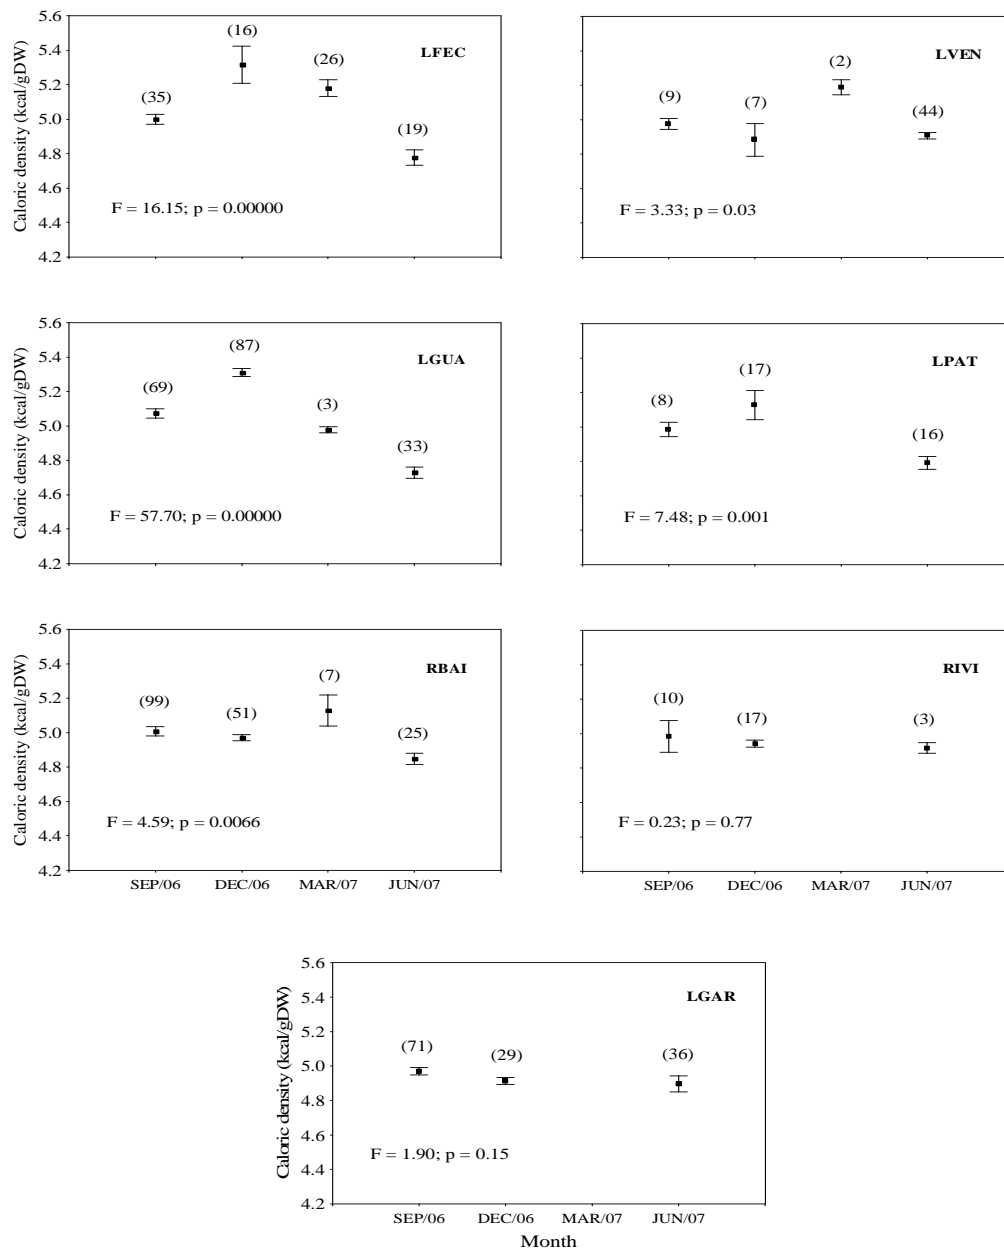 5.6
5.4
5.2
5.0
4.8
4.6
4.4
4.2
Caloric density (kcal/gDW)
(35)
(16)
(26)
(19)
LFEC
F = 16.15; p = 0.00000
(9)
(7)
(2)
(44)
LVEN
F = 3.33; p = 0.03
5.6
5.4
5.2
5.0
4.8
4.6
4.4
4.2
Caloric density (kcal/gDW)
(69)
(87)
(3)
(33)
LGUA
F = 57.70; p = 0.00000
(8)
(17)
(16)
LPAT
F = 7.48; p = 0.001
5.6
5.4
5.2
5.0
4.8
4.6
4.4
4.2
Caloric density (kcal/gDW)
(99)
(51)
(7)
(25)
RBAI
F = 4.59; p = 0.0066
SEP/06 DEC/06 MAR/07 JUN/07
(10)
(17)
(3)
RIVI
F = 0.23; p = 0.77
SEP/06 DEC/06 MAR/07 JUN/07
5.6
5.4
5.2
5.0
4.8
4.6
4.4
4.2
Caloric density (kcal/gDW)
(71)
(29)
(36)
LGAR
F = 1.90; p = 0.15
SEP/06 DEC/06 MAR/07 JUN/07
Month